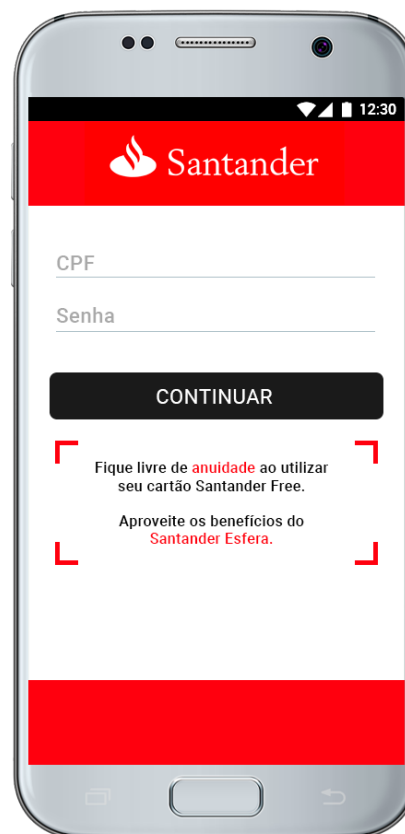 12:30
Santander
CPF
Senha
CONTINUAR
Fique livre de anuidade ao utilizar
seu cartão Santander Free.
Aproveite os benefícios do
Santander Esfera.